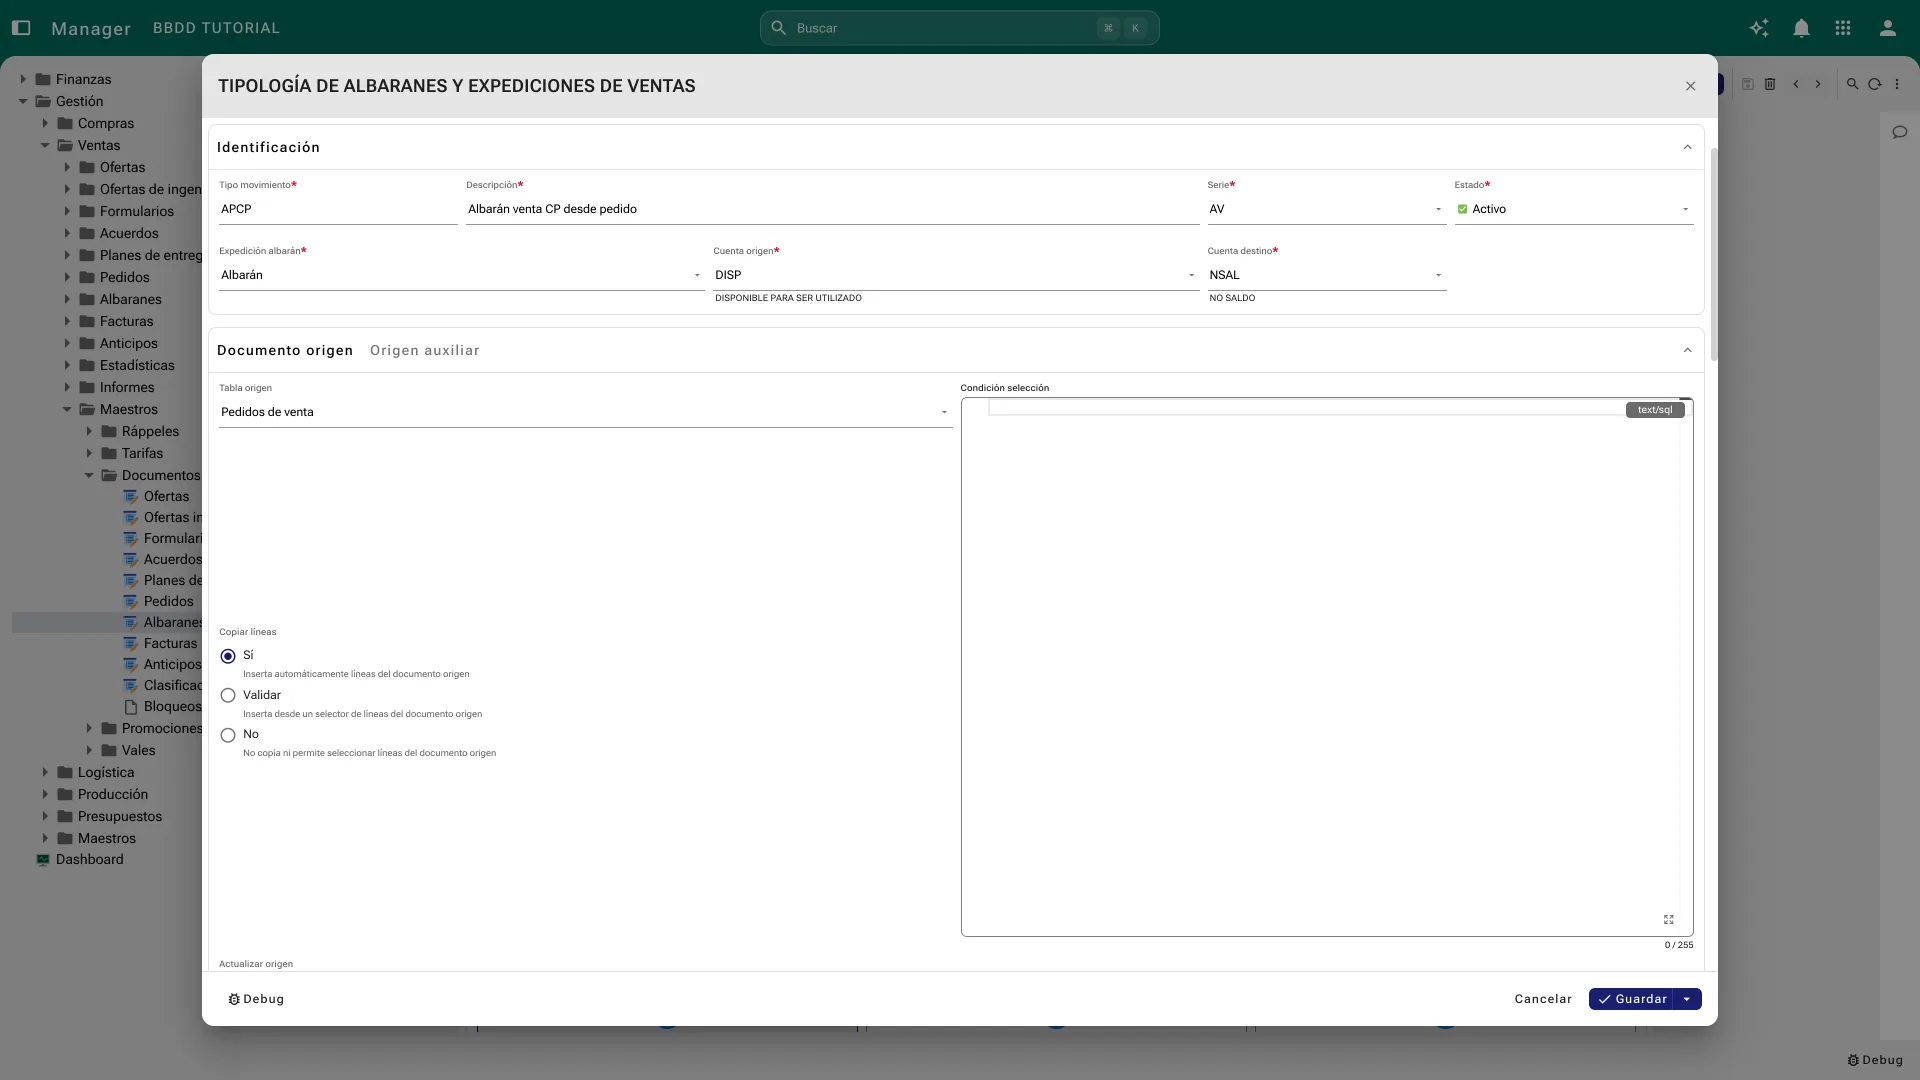 Manager
BBDD TUTORIAL
Buscar
⌘ K
Finanzas
Gestión
Compras
Ventas
Ofertas
Ofertas de ingen
Formularios
Acuerdos
Planes de entreg
Pedidos
Albaranes
Facturas
Anticipos
Estadísticas
Informes
Maestros
Ráppeles
Tarifas
Documentos
Ofertas
Ofertas in
Formulari
Acuerdos
Planes de
Pedidos
Albaranes
Facturas
Anticipos
Clasificac
Bloqueos
Promociones
Vales
Logística
Producción
Presupuestos
Maestros
Dashboard
TIPOLOGÍA DE ALBARANES Y EXPEDICIONES DE VENTAS
Identificación
Tipo movimiento*
Descripción*
Serie*
Estado*
APCP
Albarán venta CP desde pedido
AV
Activo
Expedición albarán*
Cuenta origen*
Cuenta destino*
Albarán
DISP
NSAL
DISPONIBLE PARA SER UTILIZADO
NO SALDO
Documento origen
Origen auxiliar
Tabla origen
Condición selección
Pedidos de venta
text/sql
Copiar líneas
Sí
Inserta automáticamente líneas del documento origen
Validar
Inserta desde un selector de líneas del documento origen
No
No copia ni permite seleccionar líneas del documento origen
0 / 255
Actualizar origen
Debug
Cancelar
Guardar
Debug